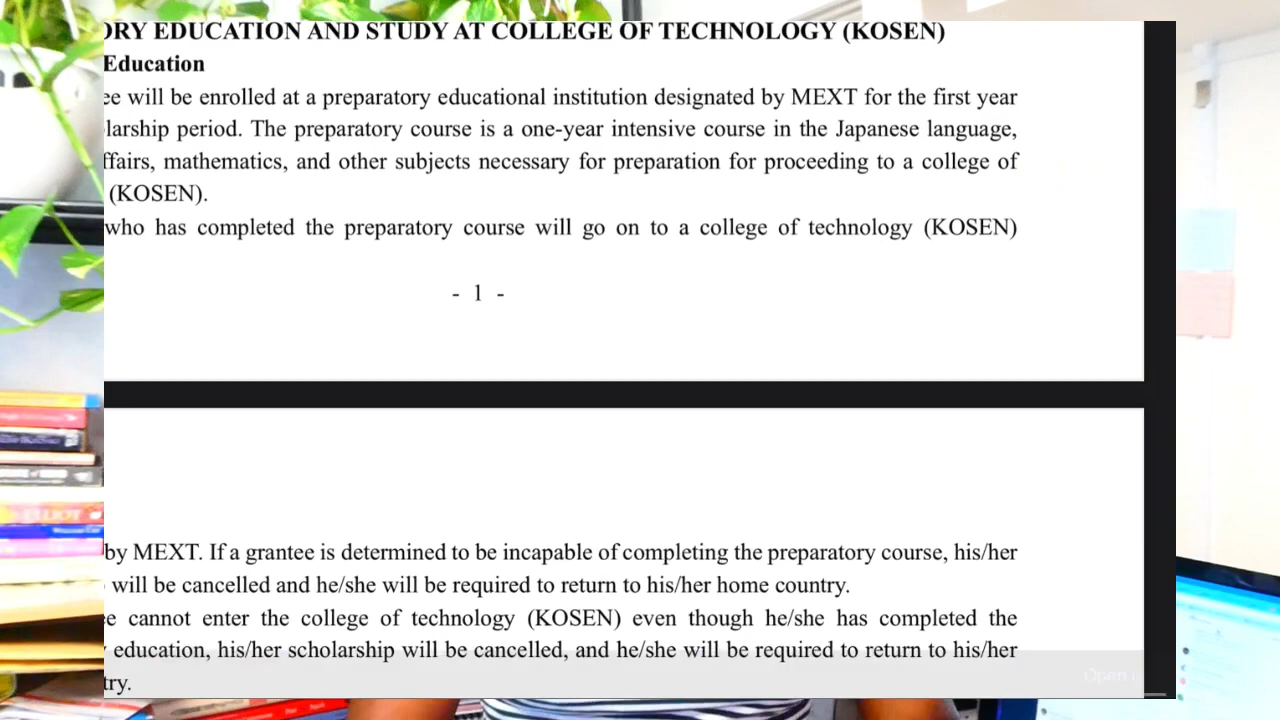 ORY EDUCATION AND STUDY AT COLLEGE OF TECHNOLOGY (KOSEN)
Education
ee will be enrolled at a preparatory educational institution designated by MEXT for the first year
larship period. The preparatory course is a one-year intensive course in the Japanese language,
ffairs, mathematics, and other subjects necessary for preparation for proceeding to a college of
(KOSEN).
who has completed the preparatory course will go on to a college of technology (KOSEN)
- 1 -
by MEXT. If a grantee is determined to be incapable of completing the preparatory course, his/her
will be cancelled and he/she will be required to return to his/her home country.
e cannot enter the college of technology (KOSEN) even though he/she has completed the
education, his/her scholarship will be cancelled, and he/she will be required to return to his/her
try.
Open
ELLIOT